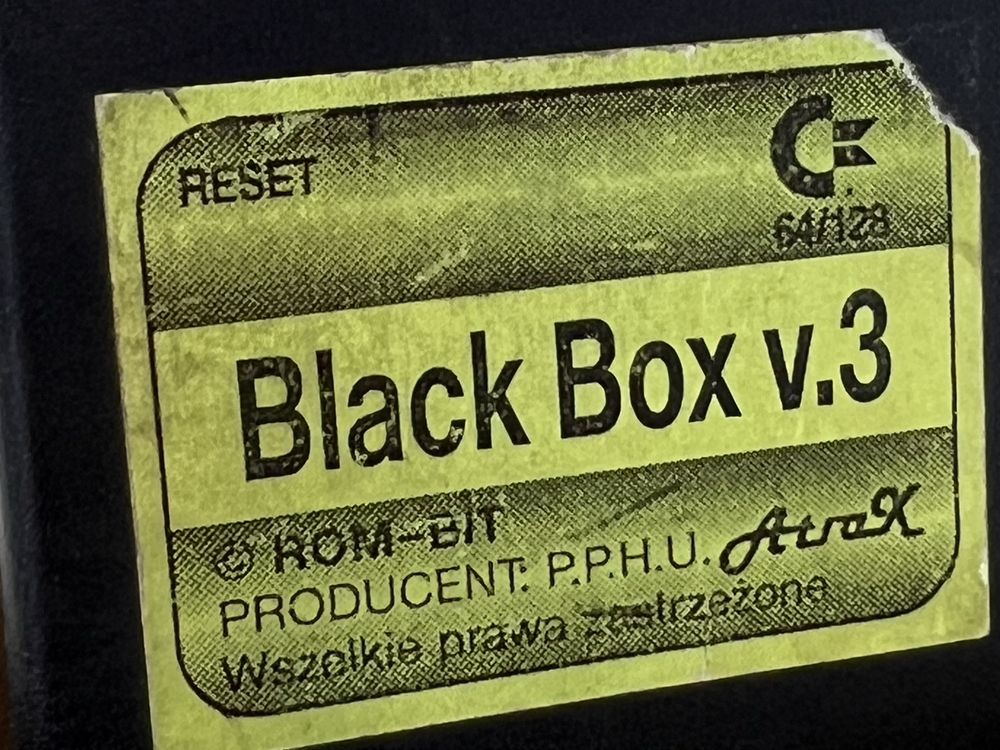 RESET
64/128
Black Box v.3
© ROM-BIT
PRODUCENT: P.P.H.U. Atrax
Wszelkie prawa zastrzeżone